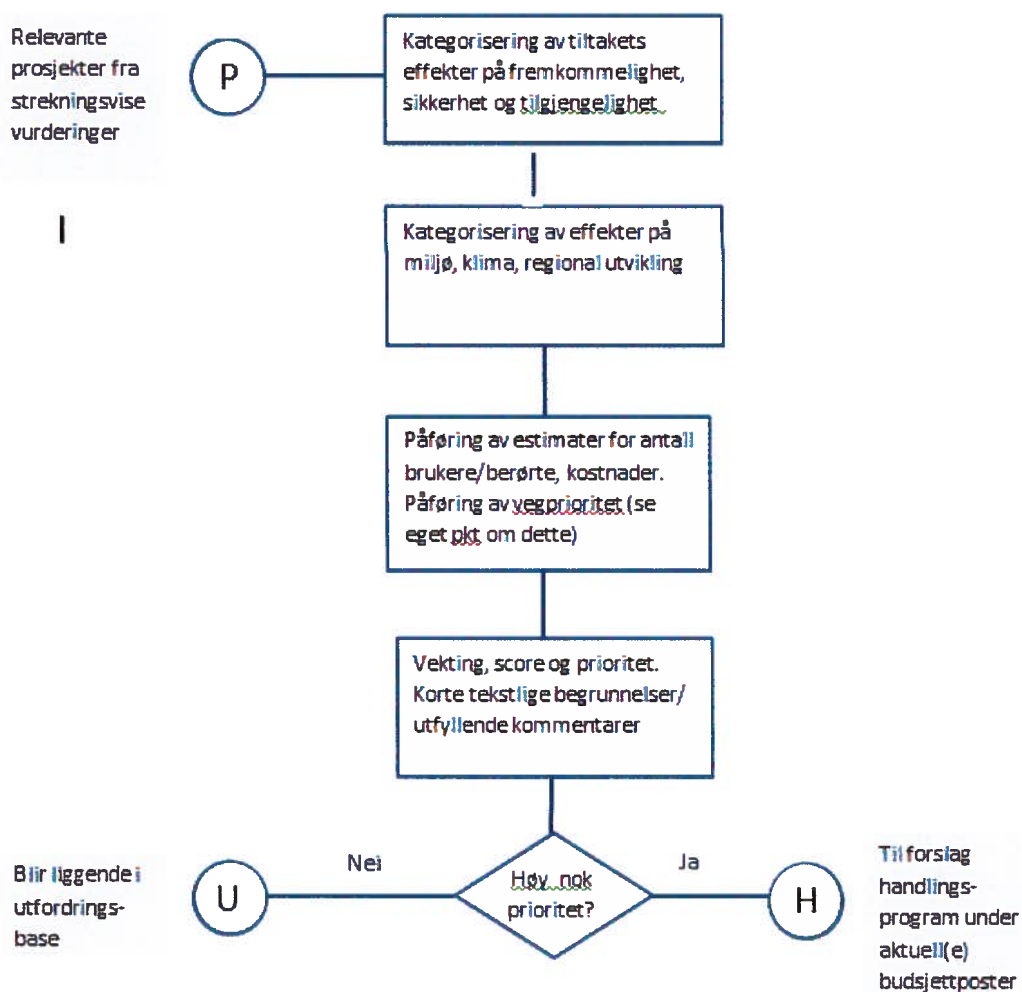 Relevante
prosjekter fra
strekningsvise
vurderinger
P
Kategorisering av tiltakets
effekter på fremkommelighet,
sikkerhet og tilgjengelighet
Kategorisering av effekter på
miljø, klima, regional utvikling
Påføring av estimater for antall
brukere/berørte, kostnader.
Påføring av vegprioritet (se
eget pkt om dette)
Vekting, score og prioritet.
Korte tekstlige begrunnelser/
utfyllende kommentarer
Nei
Høy nok
prioritet?
Ja
Blir liggende i
utfordrings-
base
U
H
Til forslag
handlings-
program under
aktuell(e)
budsjettposter